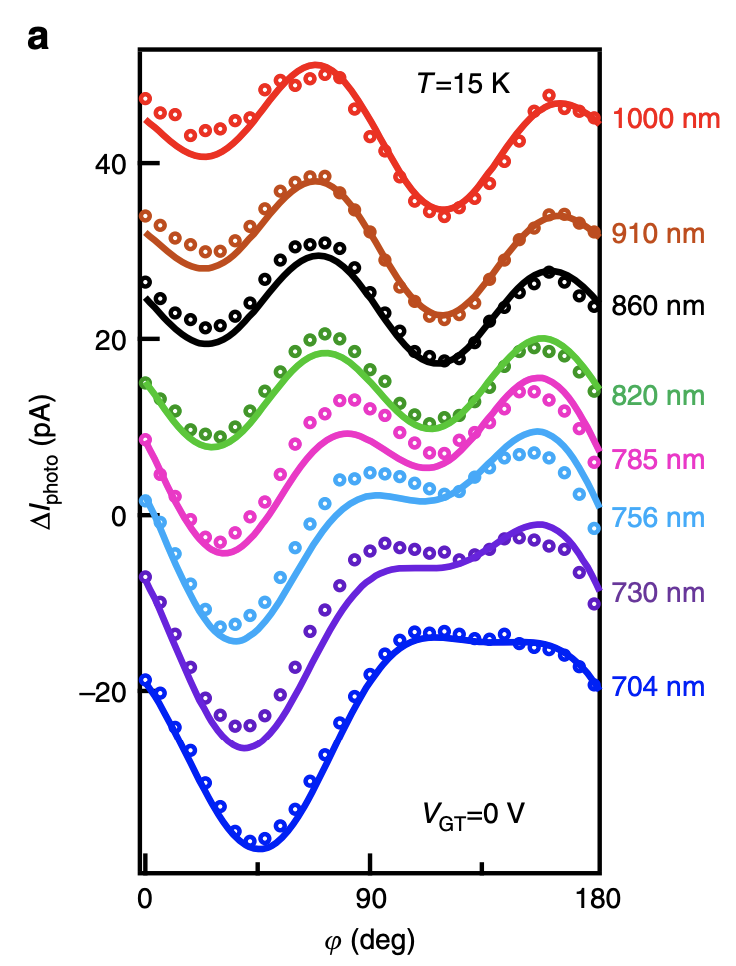 a
T=15 K
1000 nm
40
910 nm
860 nm
20
820 nm
785 nm
ΔIphoto (pA)
0
756 nm
730 nm
–20
704 nm
VGT=0 V
0
90
180
φ (deg)